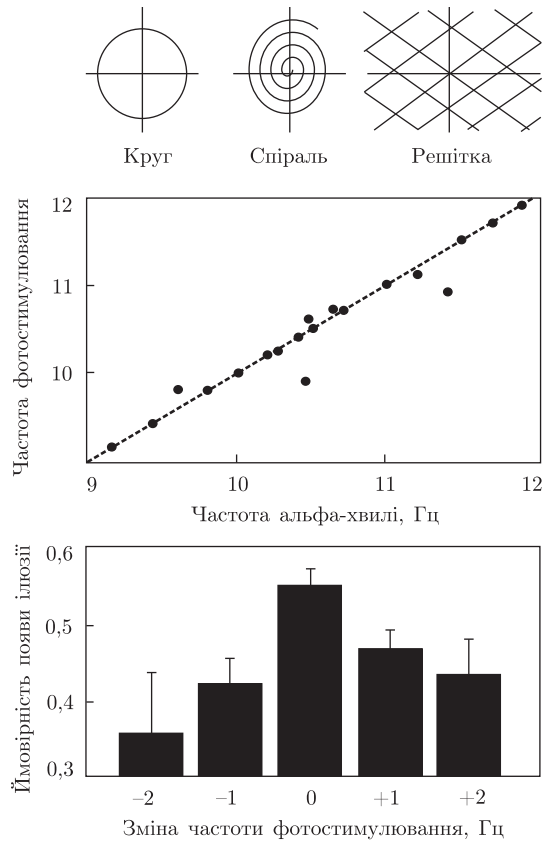 Круг Спіраль Решітка
Частота фотостимулювання
12
11
10
9 10 11 12
Частота альфа-хвилі, Гц
Ймовірність появи ілюзії
0,6
0,5
0,4
0,3
–2 –1 0 +1 +2
Зміна частоти фотостимулювання, Гц